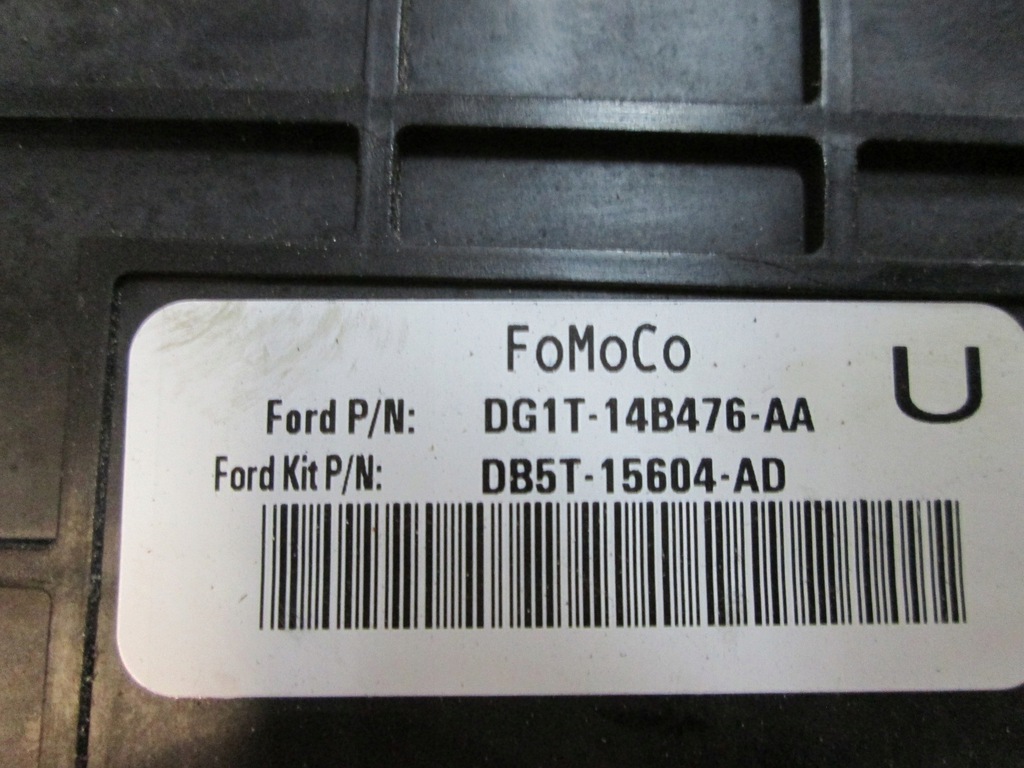 FoMoCo
U
Ford P/N: DG1T-14B476-AA
Ford Kit P/N: DB5T-15604-AD